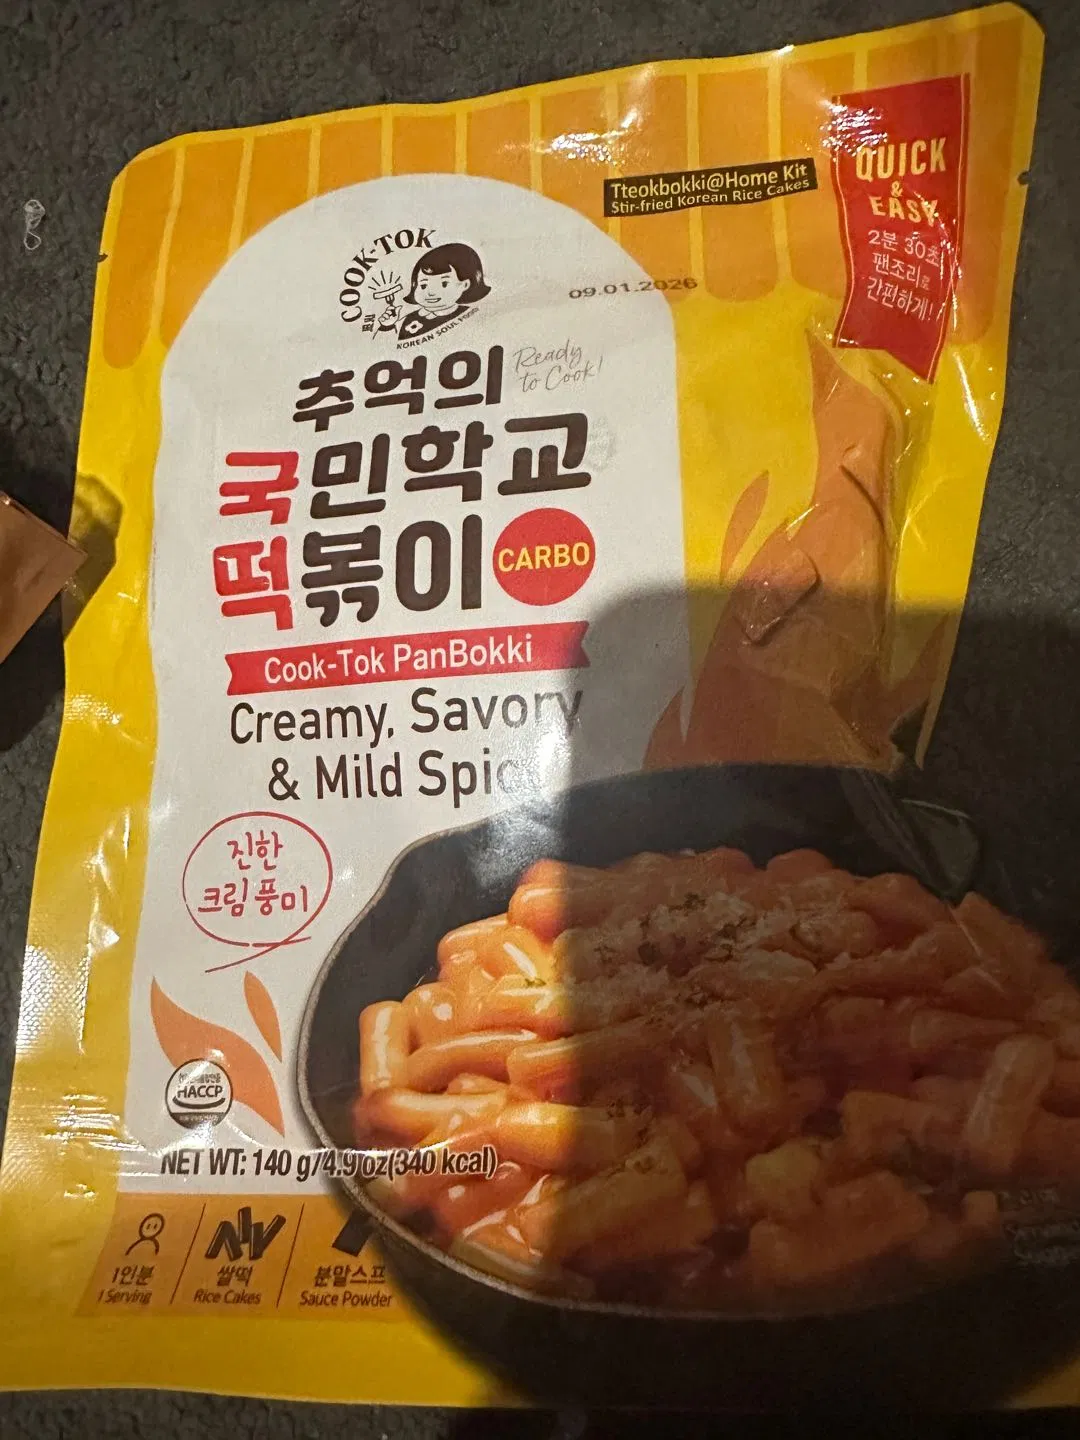 Tteokbokki@Home Kit
Stir-fried Korean Rice Cakes
QUICK
&
EASY
2분 30초
팬조리로
간편하게!
COOK-TOK
KOREAN SOUL FOOD
09.01.2026
Ready
to Cook!
추억의
국민학교
떡볶이
CARBO
Cook-Tok PanBokki
Creamy, Savory
& Mild Spicy
진한
크림 풍미
HACCP
NET WT: 140 g/4.9 oz(340 kcal)
1인분
1 Serving
쌀떡
Rice Cakes
분말스프
Sauce Powder